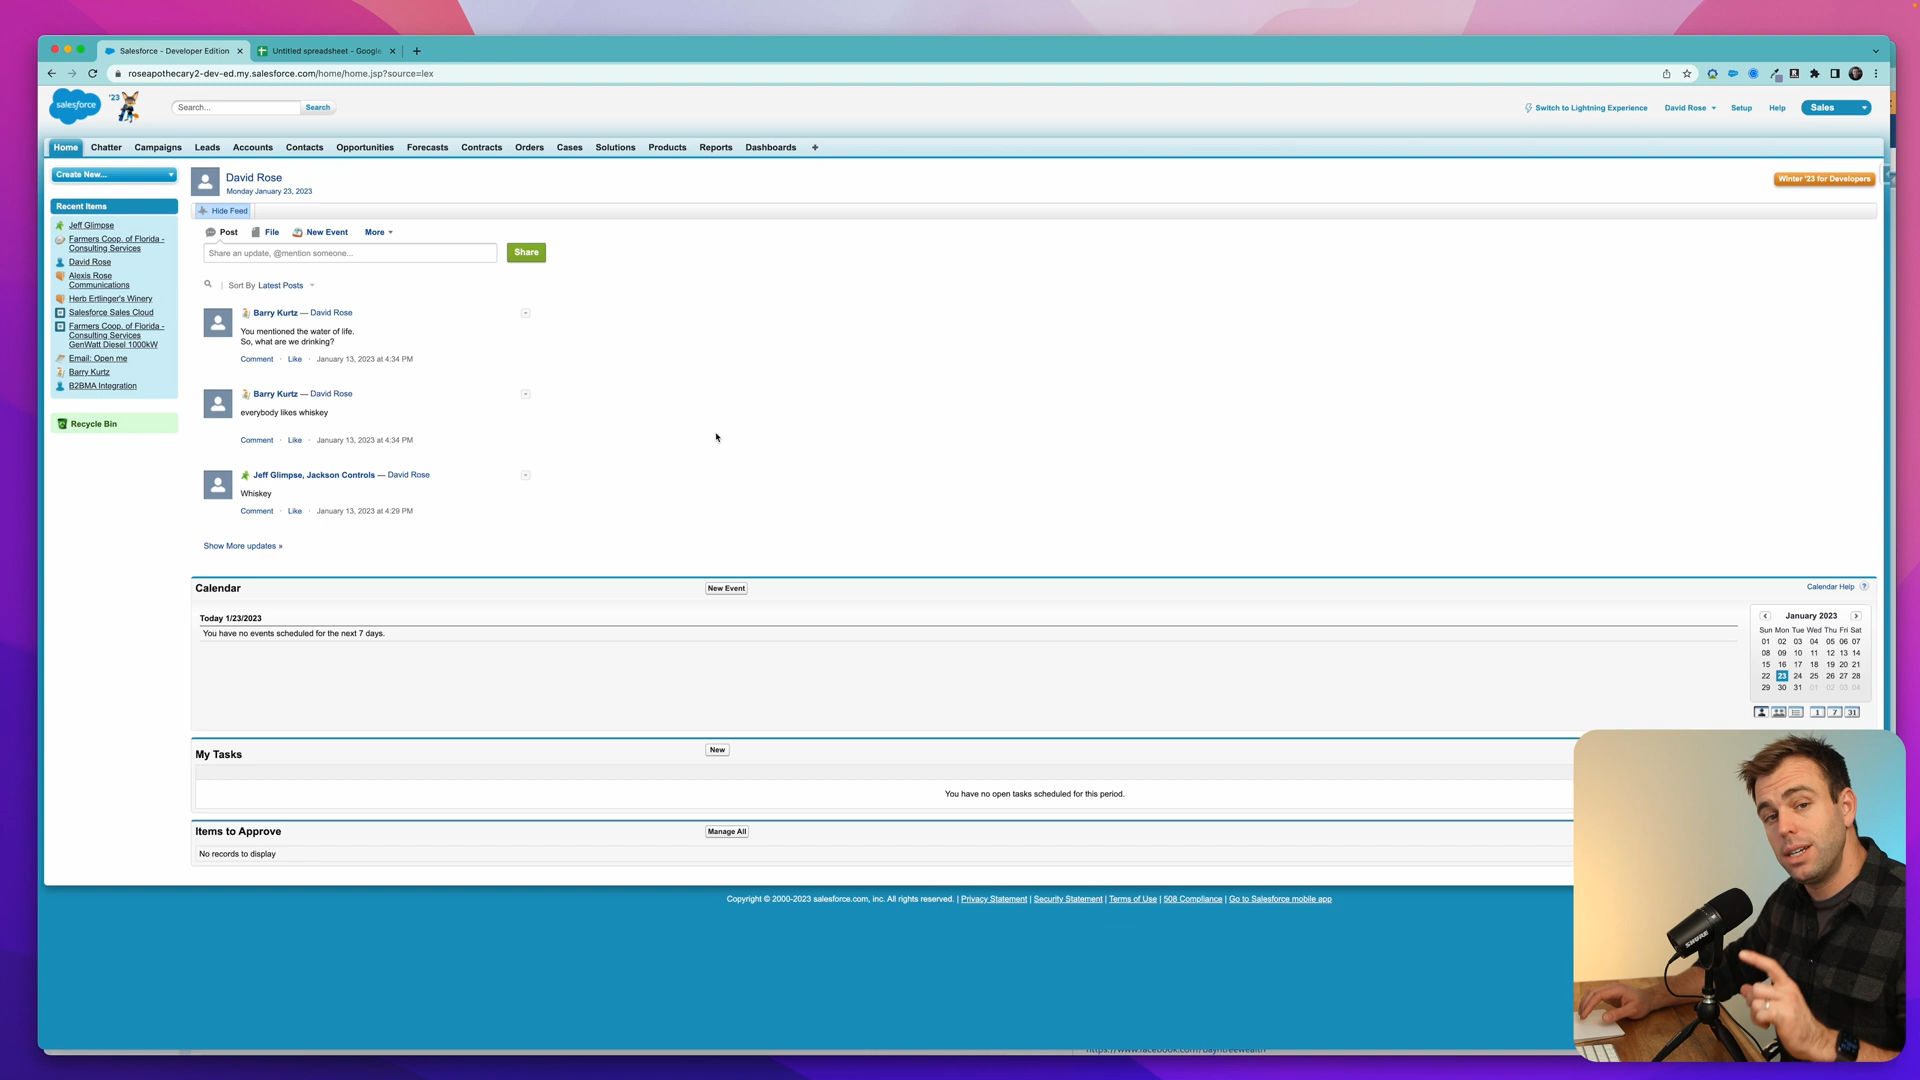 Salesforce - Developer Edition
Untitled spreadsheet - Google
roseapothecary2-dev-ed.my.salesforce.com/home/home.jsp?source=lex
salesforce
'23
Search...
Search
Switch to Lightning Experience
David Rose
Setup
Help
Sales
Home
Chatter
Campaigns
Leads
Accounts
Contacts
Opportunities
Forecasts
Contracts
Orders
Cases
Solutions
Products
Reports
Dashboards
+
Create New...
Recent Items
Jeff Glimpse
Farmers Coop. of Florida -
Consulting Services
David Rose
Alexis Rose
Communications
Herb Ertlinger's Winery
Salesforce Sales Cloud
Farmers Coop. of Florida -
Consulting Services
GenWatt Diesel 1000kW
Email: Open me
Barry Kurtz
B2BMA Integration
Recycle Bin
David Rose
Monday January 23, 2023
Winter '23 for Developers
Hide Feed
Post
File
New Event
More
Share an update, @mention someone...
Share
Sort By Latest Posts
Barry Kurtz — David Rose
You mentioned the water of life.
So, what are we drinking?
Comment · Like · January 13, 2023 at 4:34 PM
Barry Kurtz — David Rose
everybody likes whiskey
Comment · Like · January 13, 2023 at 4:34 PM
Jeff Glimpse, Jackson Controls — David Rose
Whiskey
Comment · Like · January 13, 2023 at 4:29 PM
Show More updates »
Calendar
New Event
Calendar Help ?
Today 1/23/2023
You have no events scheduled for the next 7 days.
January 2023
Sun Mon Tue Wed Thu Fri Sat
01 02 03 04 05 06 07
08 09 10 11 12 13 14
15 16 17 18 19 20 21
22 23 24 25 26 27 28
29 30 31 01 02 03 04
1 7 31
My Tasks
New
You have no open tasks scheduled for this period.
Items to Approve
Manage All
No records to display
Copyright © 2000-2023 salesforce.com, inc. All rights reserved. | Privacy Statement | Security Statement | Terms of Use | 508 Compliance | Go to Salesforce mobile app
SHURE